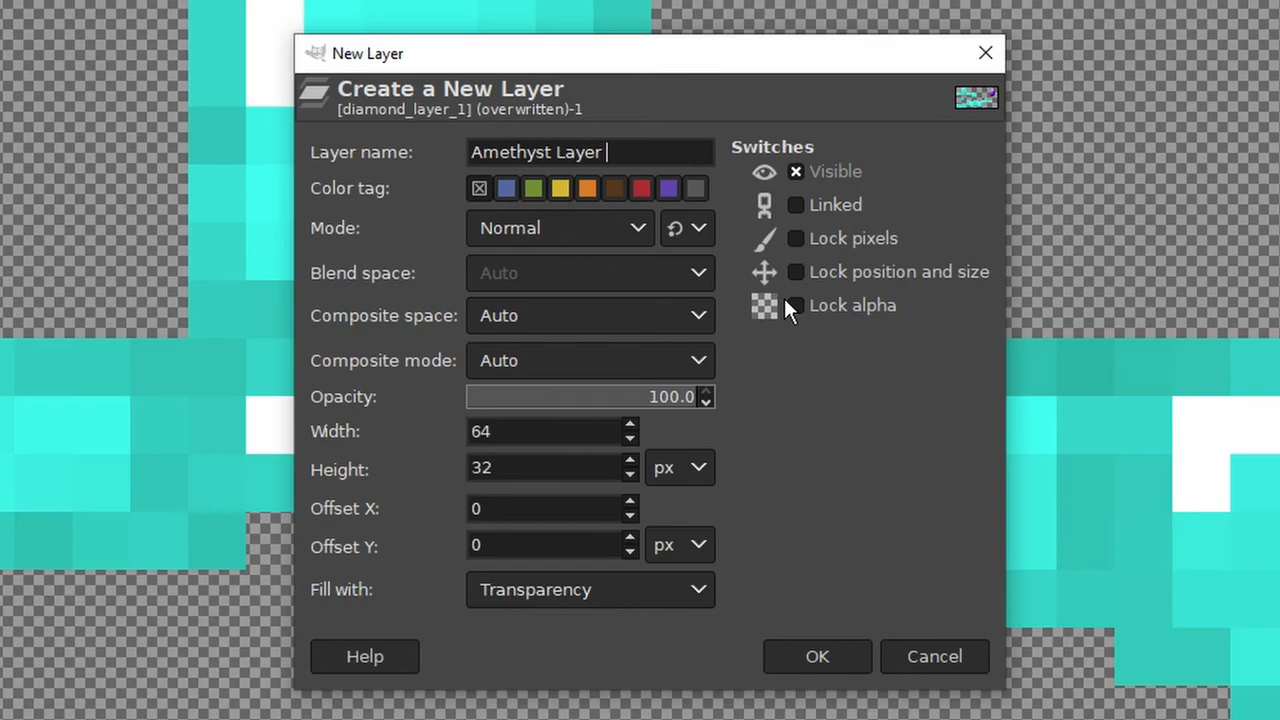 New Layer
Create a New Layer
[diamond_layer_1] (overwritten)-1
Layer name: Amethyst Layer
Color tag:
Mode: Normal
Blend space: Auto
Composite space: Auto
Composite mode: Auto
Opacity: 100.0
Width: 64
Height: 32 px
Offset X: 0
Offset Y: 0 px
Fill with: Transparency
Switches
Visible
Linked
Lock pixels
Lock position and size
Lock alpha
Help
OK
Cancel